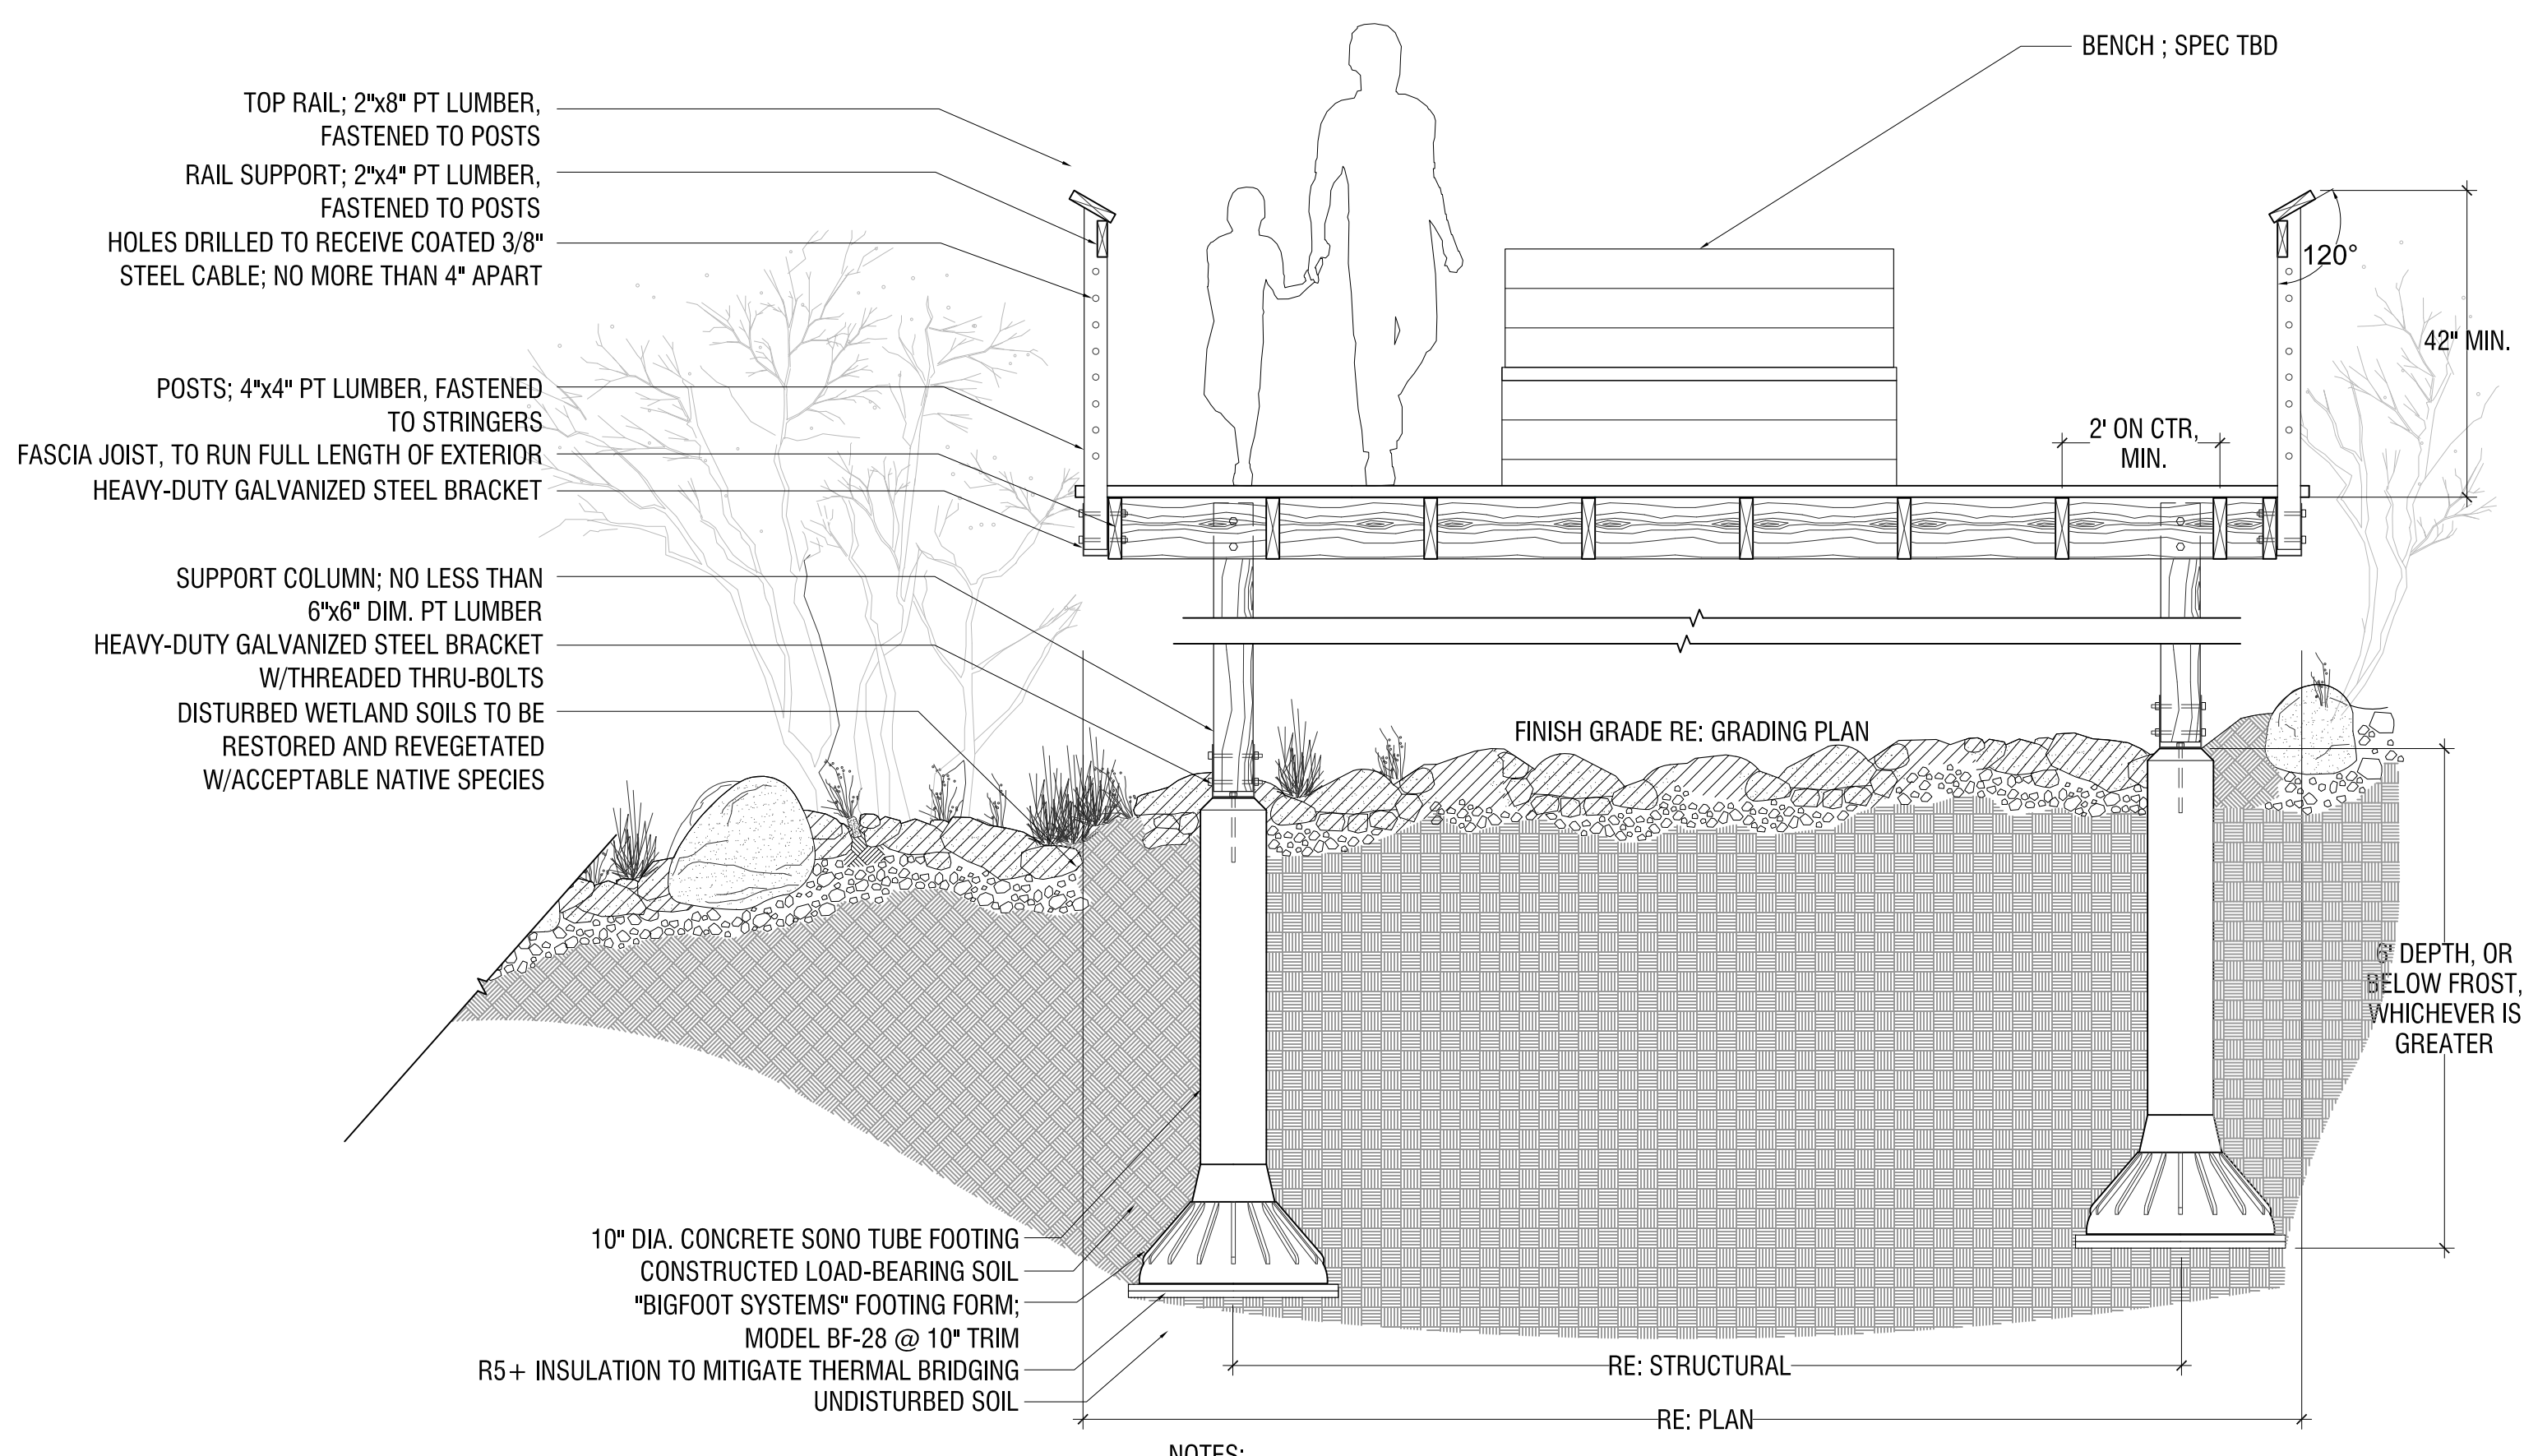 BENCH ; SPEC TBD
TOP RAIL; 2"x8" PT LUMBER,
FASTENED TO POSTS
RAIL SUPPORT; 2"x4" PT LUMBER,
FASTENED TO POSTS
HOLES DRILLED TO RECEIVE COATED 3/8"
STEEL CABLE; NO MORE THAN 4" APART
120°
42" MIN.
POSTS; 4"x4" PT LUMBER, FASTENED
TO STRINGERS
FASCIA JOIST, TO RUN FULL LENGTH OF EXTERIOR
HEAVY-DUTY GALVANIZED STEEL BRACKET
2' ON CTR,
MIN.
SUPPORT COLUMN; NO LESS THAN
6"x6" DIM. PT LUMBER
HEAVY-DUTY GALVANIZED STEEL BRACKET
W/THREADED THRU-BOLTS
DISTURBED WETLAND SOILS TO BE
RESTORED AND REVEGETATED
W/ACCEPTABLE NATIVE SPECIES
FINISH GRADE RE: GRADING PLAN
6' DEPTH, OR
BELOW FROST,
WHICHEVER IS
GREATER
10" DIA. CONCRETE SONO TUBE FOOTING
CONSTRUCTED LOAD-BEARING SOIL
"BIGFOOT SYSTEMS" FOOTING FORM;
MODEL BF-28 @ 10" TRIM
R5+ INSULATION TO MITIGATE THERMAL BRIDGING
UNDISTURBED SOIL
RE: STRUCTURAL
RE: PLAN
NOTES: